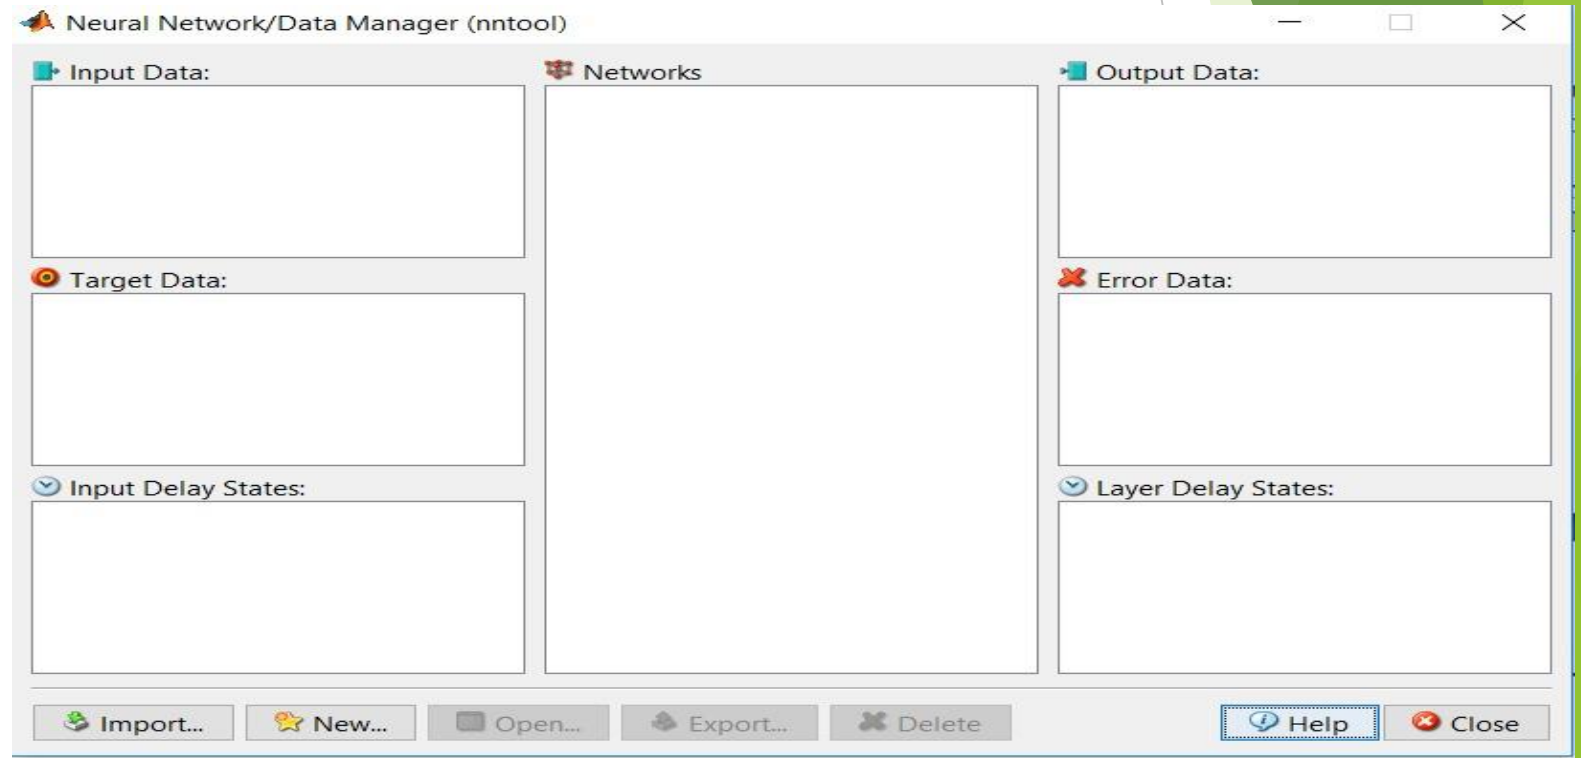 Neural Network/Data Manager (nntool)
Input Data:
Networks
Output Data:
Target Data:
Error Data:
Input Delay States:
Layer Delay States:
Import...
New...
Open...
Export...
Delete
Help
Close